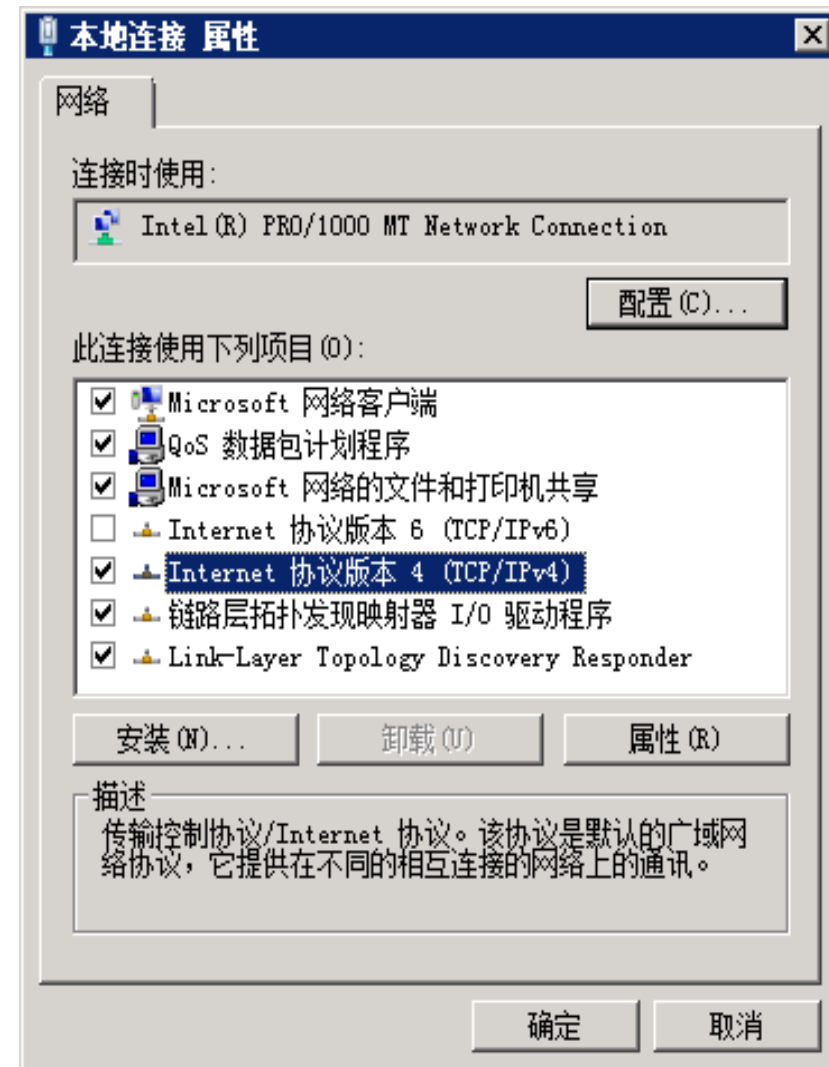 本地连接 属性
网络
连接时使用:
Intel(R) PRO/1000 MT Network Connection
配置(C)...
此连接使用下列项目(O):
Microsoft 网络客户端
QoS 数据包计划程序
Microsoft 网络的文件和打印机共享
Internet 协议版本 6 (TCP/IPv6)
Internet 协议版本 4 (TCP/IPv4)
链路层拓扑发现映射器 I/O 驱动程序
Link-Layer Topology Discovery Responder
安装(N)... 卸载(U) 属性(R)
描述
传输控制协议/Internet 协议。该协议是默认的广域网
络协议，它提供在不同的相互连接的网络上的通讯。
确定 取消